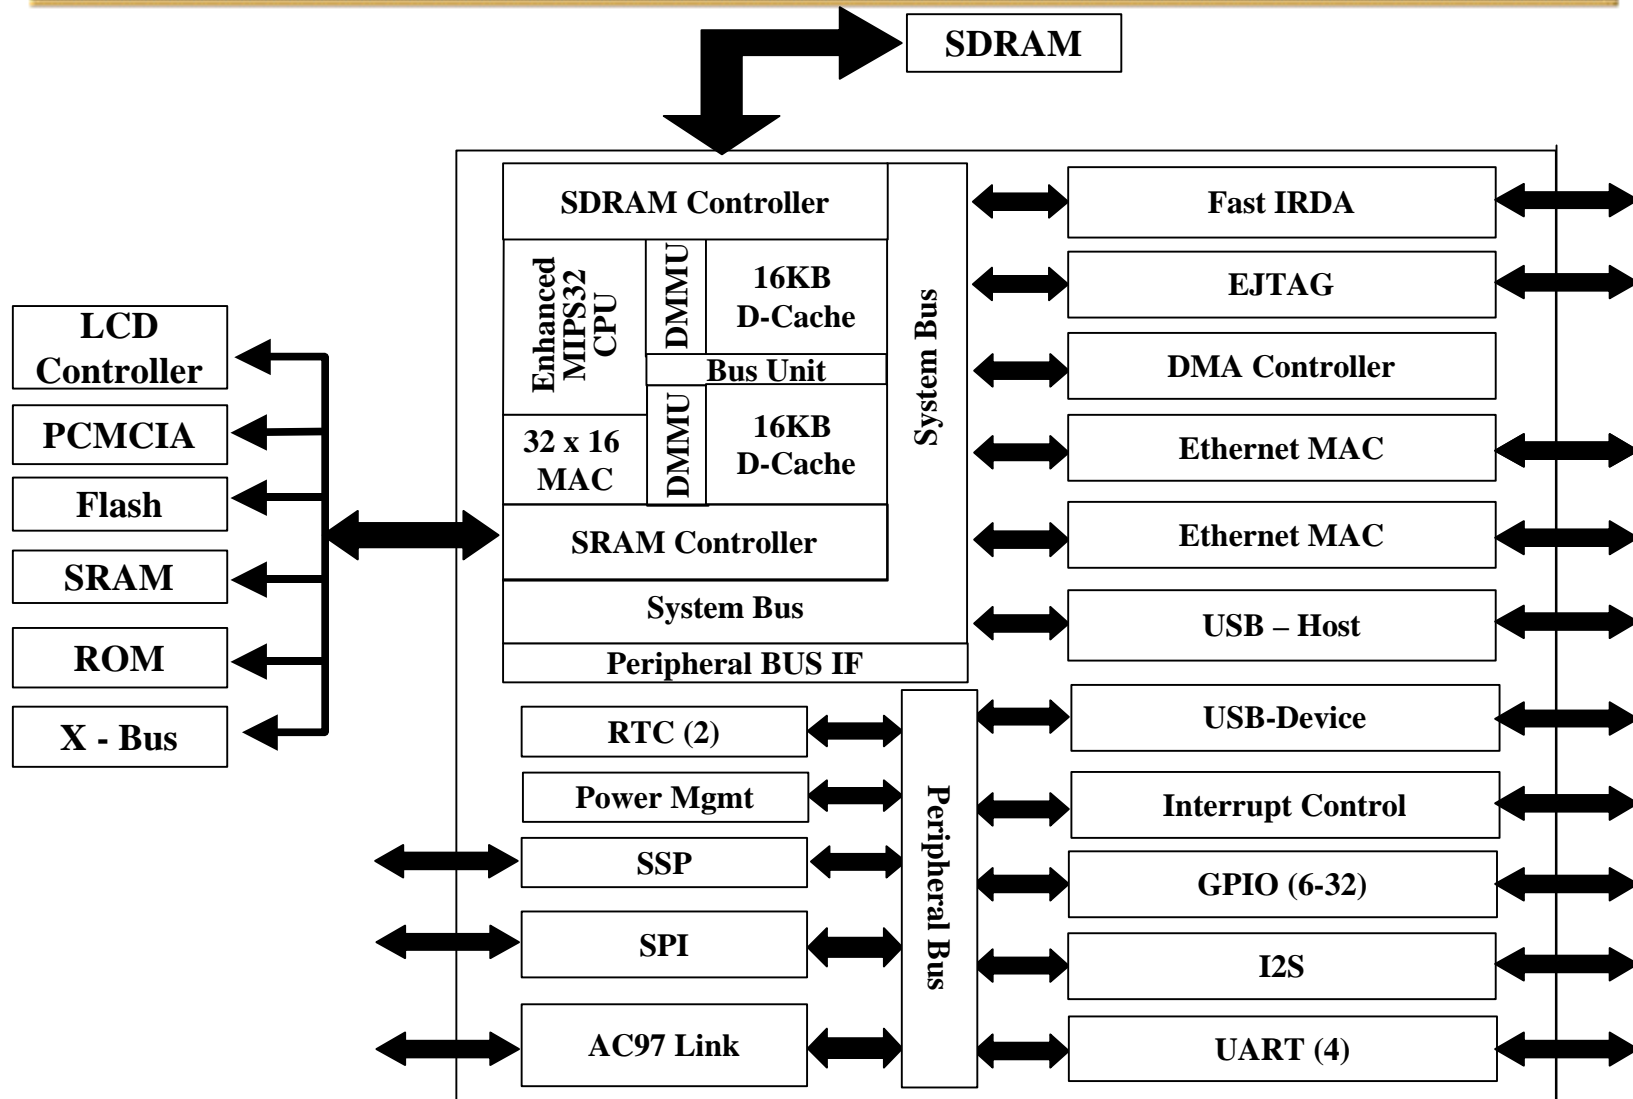 SDRAM
SDRAM Controller
Enhanced
MIPS32
CPU
DMMU
16KB
D-Cache
Bus Unit
32 x 16
MAC
DMMU
16KB
D-Cache
SRAM Controller
System Bus
System Bus
Peripheral BUS IF
LCD
Controller
PCMCIA
Flash
SRAM
ROM
X - Bus
Fast IRDA
EJTAG
DMA Controller
Ethernet MAC
Ethernet MAC
USB – Host
RTC (2)
Power Mgmt
SSP
SPI
AC97 Link
Peripheral Bus
USB-Device
Interrupt Control
GPIO (6-32)
I2S
UART (4)